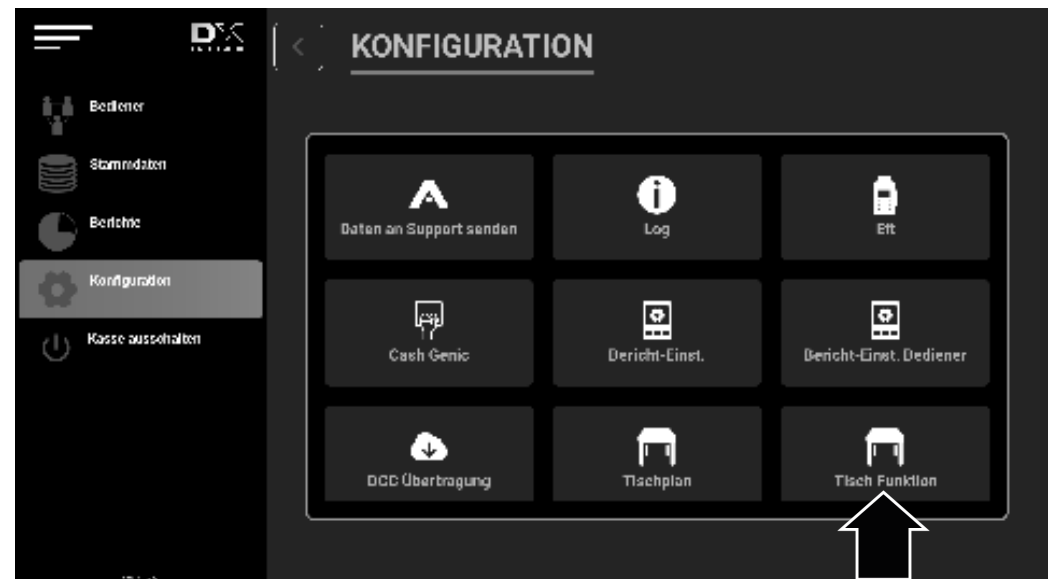 DX
KONFIGURATION
Bediener
Stammdaten
Berichte
Konfiguration
Kasse ausschalten
Daten an Support senden
Log
Eft
Cash Genic
Bericht-Einst.
Bericht-Einst. Bediener
DCC Übertragung
Tischplan
Tisch Funktion